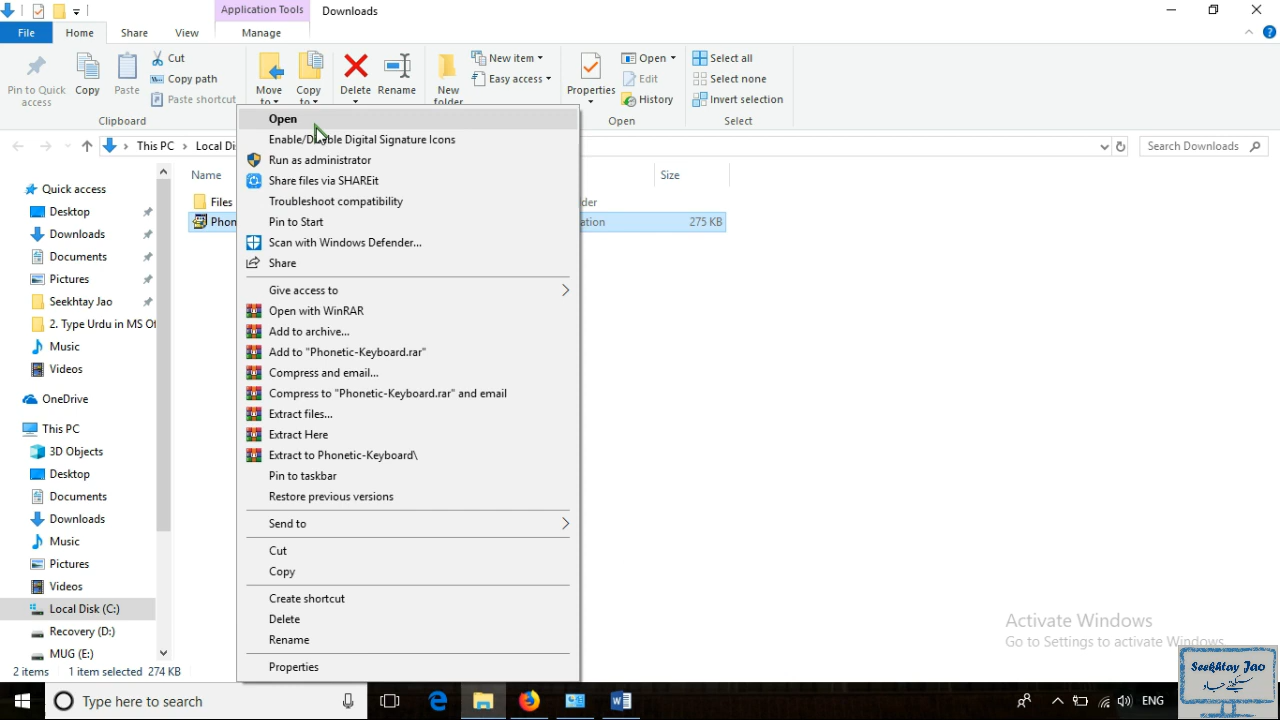 Application Tools
Downloads
File
Home
Share
View
Manage
Pin to Quick access
Copy
Paste
Cut
Copy path
Paste shortcut
Clipboard
Move to
Copy to
Delete
Rename
New folder
New item
Easy access
Properties
Open
Edit
History
Open
Select all
Select none
Invert selection
Select
This PC
Search Downloads
Name
Size
Files
275 KB
Quick access
Desktop
Downloads
Documents
Pictures
Seekhtay Jao
2. Type Urdu in MS
Music
Videos
OneDrive
This PC
3D Objects
Desktop
Documents
Downloads
Music
Pictures
Videos
Local Disk (C:)
Recovery (D:)
MUG (E:)
2 items
1 item selected 274 KB
Open
Digital Signature Icons
Run as administrator
Share files via SHAREit
Troubleshoot compatibility
Pin to Start
Scan with Windows Defender...
Share
Give access to
Open with WinRAR
Add to archive...
Add to "Phonetic-Keyboard.rar"
Compress and email...
Compress to "Phonetic-Keyboard.rar" and email
Extract files...
Extract Here
Extract to Phonetic-Keyboard\
Pin to taskbar
Restore previous versions
Send to
Cut
Copy
Create shortcut
Delete
Rename
Properties
Activate Windows
Go to Settings to activate Windows.
Seekhtay Jao
سیکھتے جاؤ
Type here to search
ENG